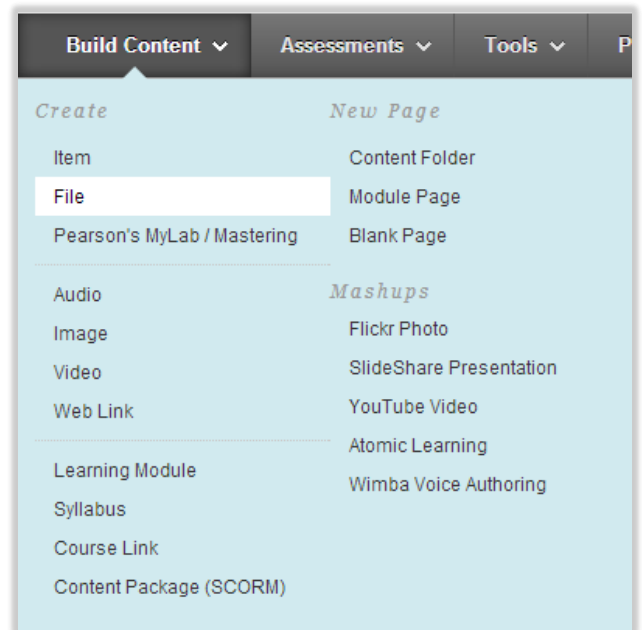 Build Content Assessments Tools P
Create
Item
File
Pearson's MyLab / Mastering
Audio
Image
Video
Web Link
Learning Module
Syllabus
Course Link
Content Package (SCORM)
New Page
Content Folder
Module Page
Blank Page
Mashups
Flickr Photo
SlideShare Presentation
YouTube Video
Atomic Learning
Wimba Voice Authoring